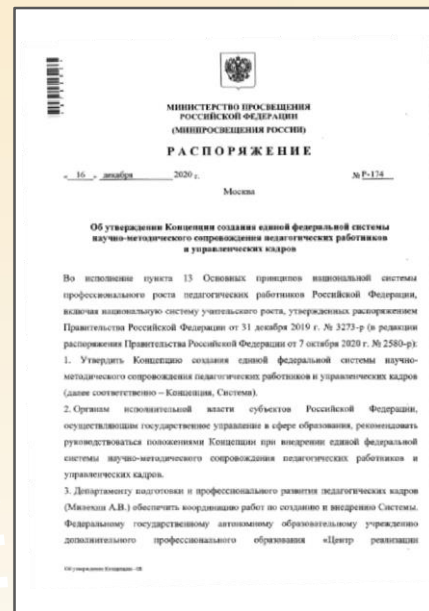 МИНИСТЕРСТВО ПРОСВЕЩЕНИЯ
РОССИЙСКОЙ ФЕДЕРАЦИИ
(МИНПРОСВЕЩЕНИЯ РОССИИ)
РАСПОРЯЖЕНИЕ
« 16 » декабря 2020 г. № Р-174
Москва
Об утверждении Концепции создания единой федеральной системы
научно-методического сопровождения педагогических работников
и управленческих кадров
Во исполнение пункта 13 Основных принципов национальной системы
профессионального роста педагогических работников Российской Федерации,
включая национальную систему учительского роста, утвержденных распоряжением
Правительства Российской Федерации от 31 декабря 2019 г. № 3273-р (в редакции
распоряжения Правительства Российской Федерации от 7 октября 2020 г. № 2580-р):
1. Утвердить Концепцию создания единой федеральной системы научно-
методического сопровождения педагогических работников и управленческих кадров
(далее соответственно – Концепция, Система).
2. Органам исполнительной власти субъектов Российской Федерации,
осуществляющим государственное управление в сфере образования, рекомендовать
руководствоваться положениями Концепции при внедрении единой федеральной
системы научно-методического сопровождения педагогических работников и
управленческих кадров.
3. Департаменту подготовки и профессионального развития педагогических кадров
(Милехин А.В.) обеспечить координацию работ по созданию и внедрению Системы.
Федеральному государственному автономному образовательному учреждению
дополнительного профессионального образования «Центр реализации
Об утверждении Концепции